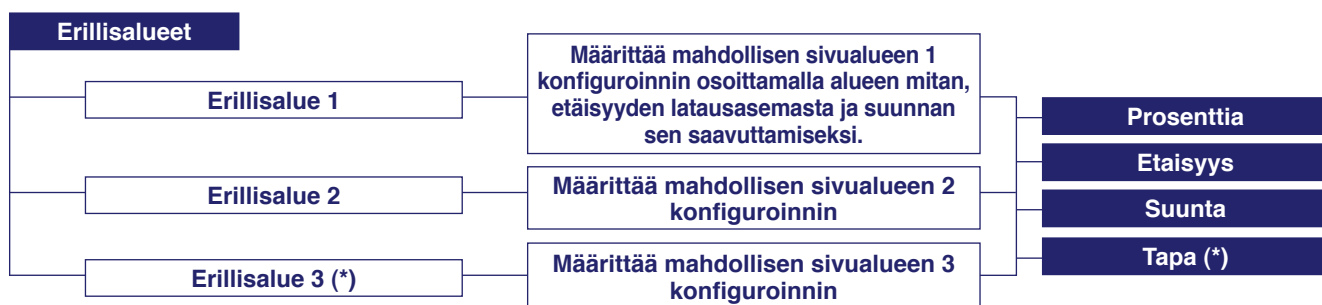 Erillisalueet
Erillisalue 1
Määrittää mahdollisen sivualueen 1
konfiguroinnin osoittamalla alueen mitan,
etäisyyden latausasemasta ja suunnan
sen saavuttamiseksi.
Erillisalue 2
Määrittää mahdollisen sivualueen 2
konfiguroinnin
Erillisalue 3 (*)
Määrittää mahdollisen sivualueen 3
konfiguroinnin
Prosenttia
Etaisyys
Suunta
Tapa (*)